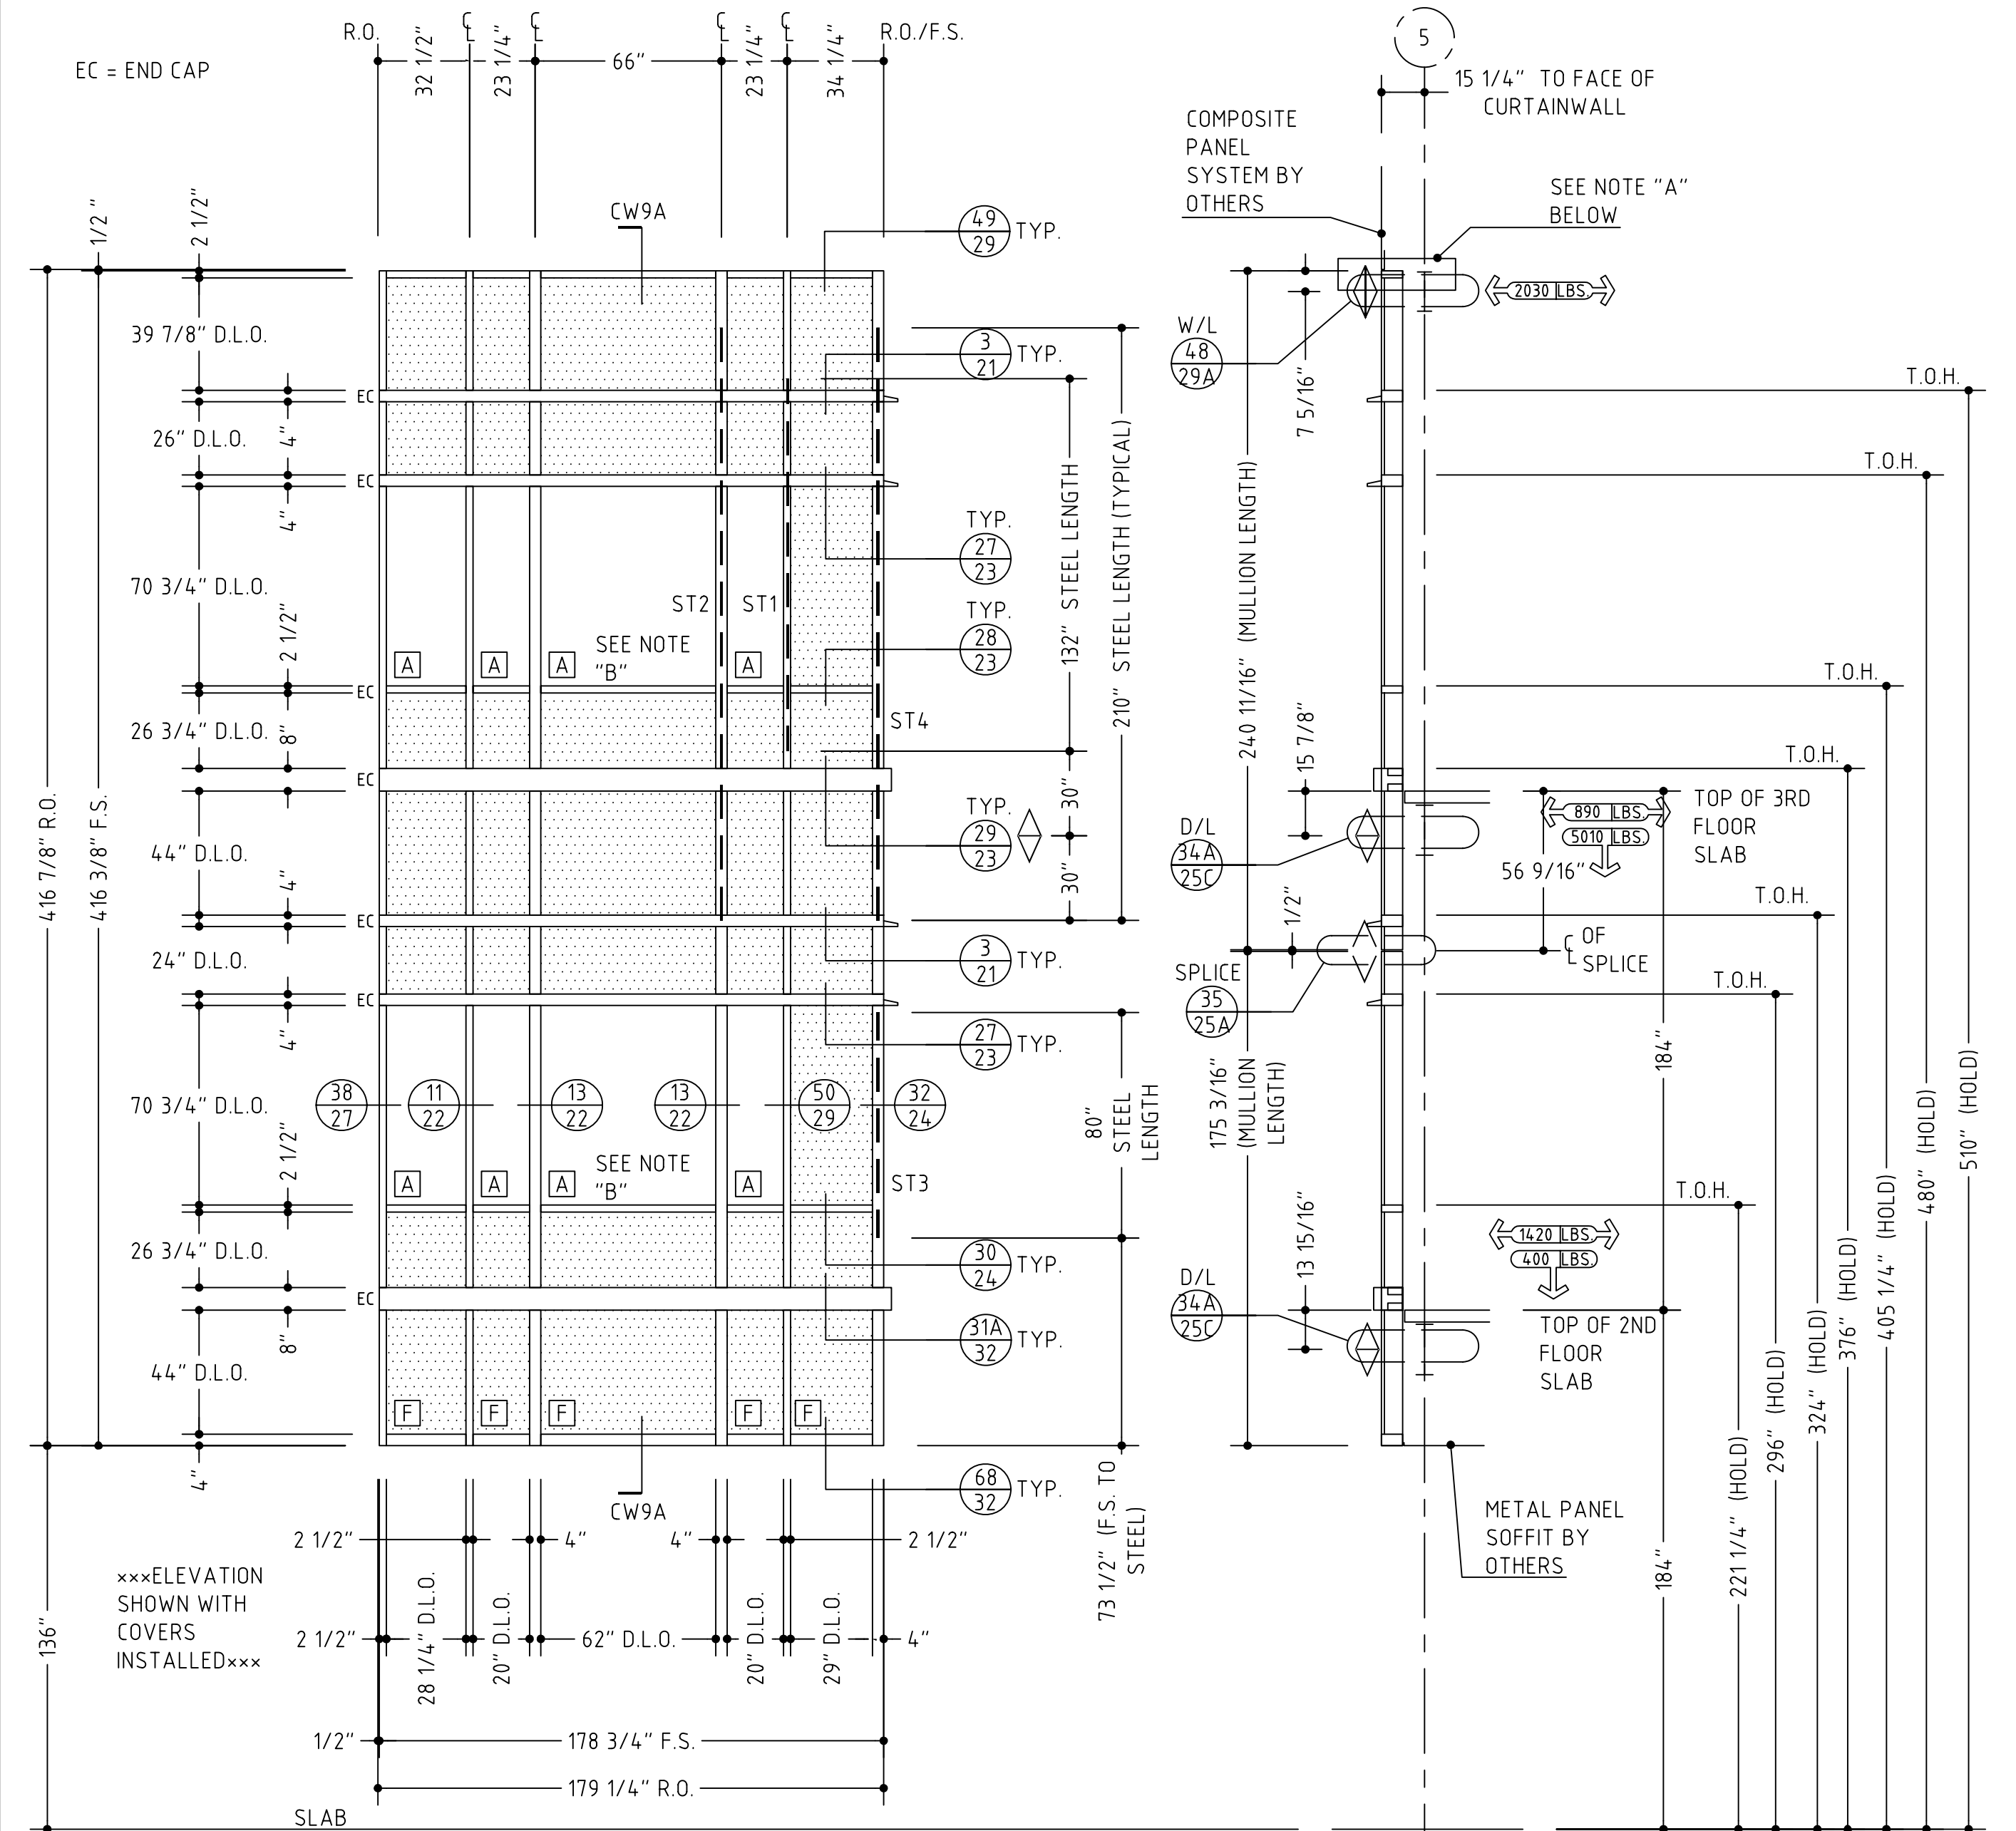 EC = END CAP
R.O.
32 1/2"
CL
23 1/4"
CL
66"
CL
23 1/4"
CL
34 1/4"
R.O./F.S.
5
15 1/4" TO FACE OF
CURTAINWALL
COMPOSITE
PANEL
SYSTEM BY
OTHERS
SEE NOTE "A"
BELOW
1/2"
2 1/2"
CW9A
49
29
TYP.
2030 LBS.
39 7/8" D.L.O.
3
21
TYP.
W/L
48
29A
7 5/16"
T.O.H.
EC
26" D.L.O.
4"
T.O.H.
EC
4"
132" STEEL LENGTH
210" STEEL LENGTH (TYPICAL)
240 11/16" (MULLION LENGTH)
TYP.
27
23
70 3/4" D.L.O.
ST2
ST1
TYP.
28
23
2 1/2"
SEE NOTE
"B"
A
A
A
A
T.O.H.
EC
ST4
26 3/4" D.L.O.
8"
15 7/8"
T.O.H.
EC
416 7/8" R.O.
416 3/8" F.S.
30"
TYP.
29
23
890 LBS.
5010 LBS.
TOP OF 3RD
FLOOR
SLAB
D/L
34A
25C
44" D.L.O.
4"
30"
56 9/16"
1/2"
T.O.H.
EC
24" D.L.O.
3
21
TYP.
CL OF
SPLICE
SPLICE
35
25A
T.O.H.
EC
4"
27
23
TYP.
184"
38
27
11
22
13
22
13
22
50
29
32
24
70 3/4" D.L.O.
80"
STEEL
LENGTH
175 3/16"
(MULLION
LENGTH)
2 1/2"
SEE NOTE
"B"
A
A
A
A
ST3
T.O.H.
26 3/4" D.L.O.
30
24
TYP.
13 15/16"
1420 LBS.
400 LBS.
D/L
34A
25C
EC
8"
31A
32
TYP.
TOP OF 2ND
FLOOR
SLAB
44" D.L.O.
F
F
F
F
F
4"
68
32
TYP.
CW9A
73 1/2" (F.S. TO
STEEL)
METAL PANEL
SOFFIT BY
OTHERS
184"
221 1/4" (HOLD)
296" (HOLD)
324" (HOLD)
376" (HOLD)
405 1/4" (HOLD)
480" (HOLD)
510" (HOLD)
2 1/2"
4"
4"
2 1/2"
×××ELEVATION
SHOWN WITH
COVERS
INSTALLED×××
136"
2 1/2"
28 1/4" D.L.O.
20" D.L.O.
62" D.L.O.
20" D.L.O.
29" D.L.O.
4"
1/2"
178 3/4" F.S.
179 1/4" R.O.
SLAB